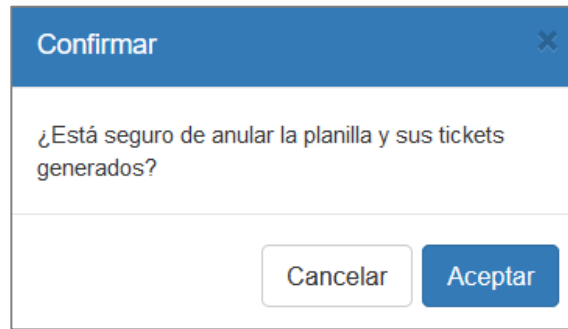 Confirmar
¿Está seguro de anular la planilla y sus tickets
generados?
Cancelar
Aceptar